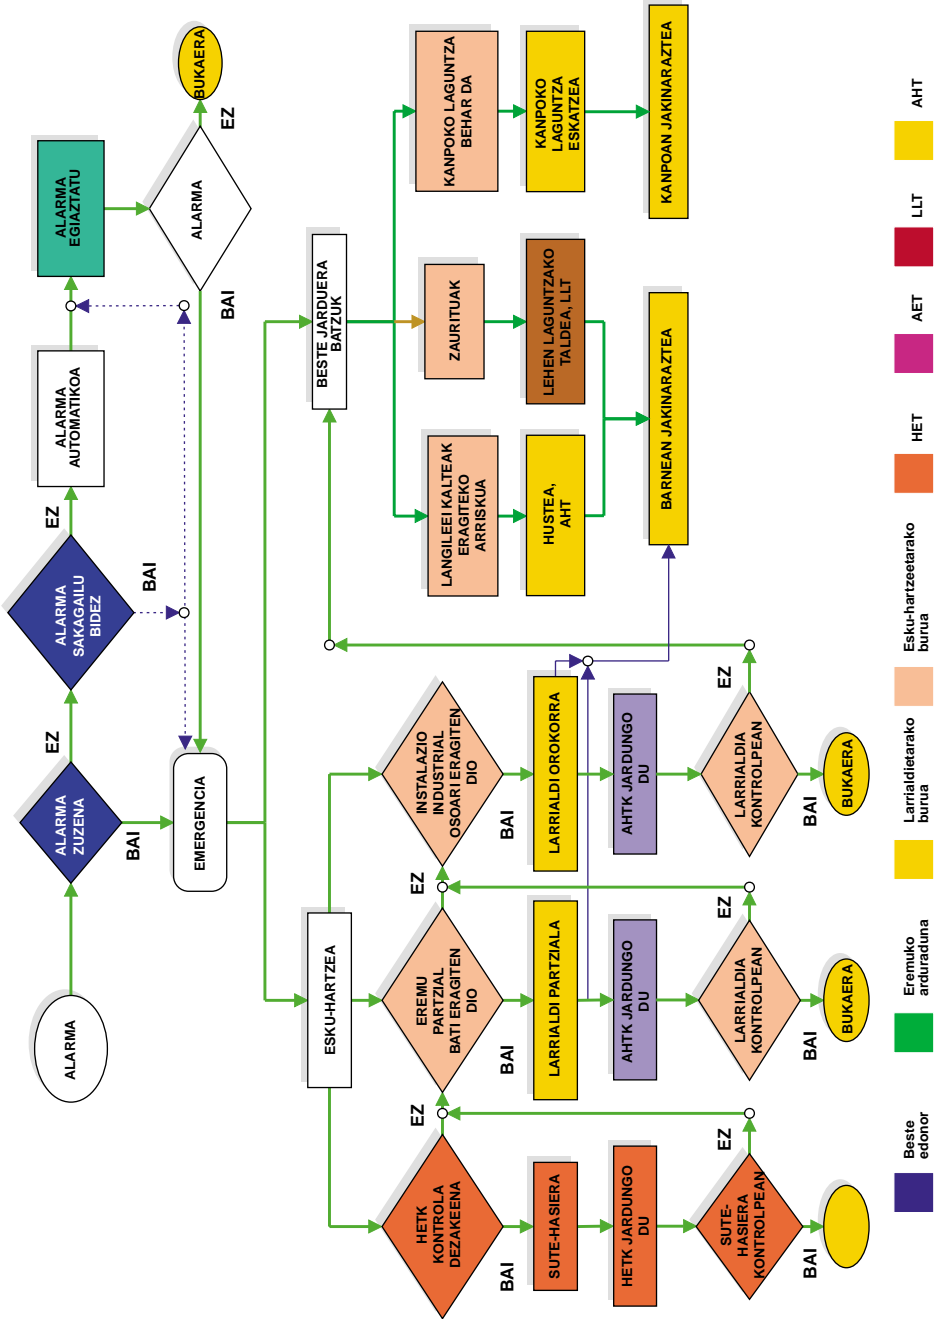 ALARMA
ALARMA
ZUZENA
EZ
BAI
ALARMA
SAKAGAILU
BIDEZ
EZ
BAI
ALARMA
AUTOMATIKOA
ALARMA
EGIAZTATU
ALARMA
EZ
BUKAERA
BAI
EMERGENCIA
ESKU-HARTZEA
BESTE JARDUERA
BATZUK
HETK
KONTROLA
DEZAKEENA
EZ
BAI
SUTE-HASIERA
HETK JARDUNGO
DU
SUTE-
HASIERA
KONTROLPEAN
EZ
BAI
EREMU
PARTZIAL
BATI ERAGITEN
DIO
EZ
BAI
LARRIALDI PARTZIALA
AHTK JARDUNGO
DU
LARRIALDIA
KONTROLPEAN
EZ
BAI
BUKAERA
INSTALAZIO
INDUSTRIAL
OSOARI ERAGITEN
DIO
BAI
LARRIALDI OROKORRA
AHTK JARDUNGO
DU
LARRIALDIA
KONTROLPEAN
EZ
BAI
BUKAERA
LANGILEEI KALTEAK
ERAGITEKO
ARRISKUA
HUSTEA,
AHT
ZAURITUAK
LEHEN LAGUNTZAKO
TALDEA, LLT
BARNEAN JAKINARAZTEA
KANPOKO LAGUNTZA
BEHAR DA
KANPOKO
LAGUNTZA
ESKATZEA
KANPOAN JAKINARAZTEA
Beste
edonor
Eremuko
arduraduna
Larrialdietarako
burua
Esku-hartzeetarako
burua
HET
AET
LLT
AHT